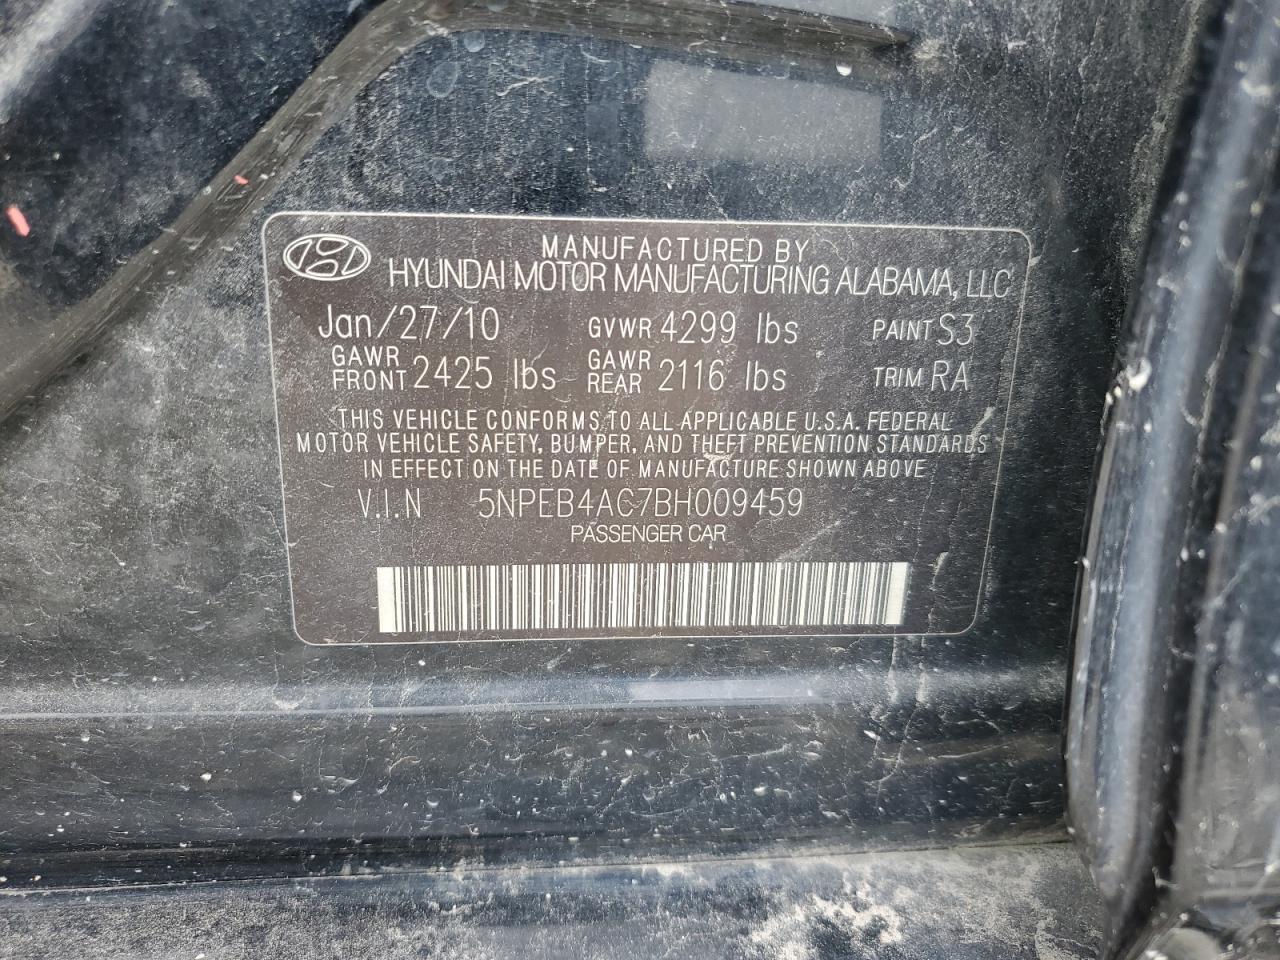 MANUFACTURED BY
HYUNDAI MOTOR MANUFACTURING ALABAMA, LLC
Jan/27/10 GVWR 4299 lbs PAINT S3
GAWR FRONT 2425 lbs GAWR REAR 2116 lbs TRIM RA
THIS VEHICLE CONFORMS TO ALL APPLICABLE U.S.A. FEDERAL
MOTOR VEHICLE SAFETY, BUMPER, AND THEFT PREVENTION STANDARDS
IN EFFECT ON THE DATE OF MANUFACTURE SHOWN ABOVE
V.I.N 5NPEB4AC7BH009459
PASSENGER CAR